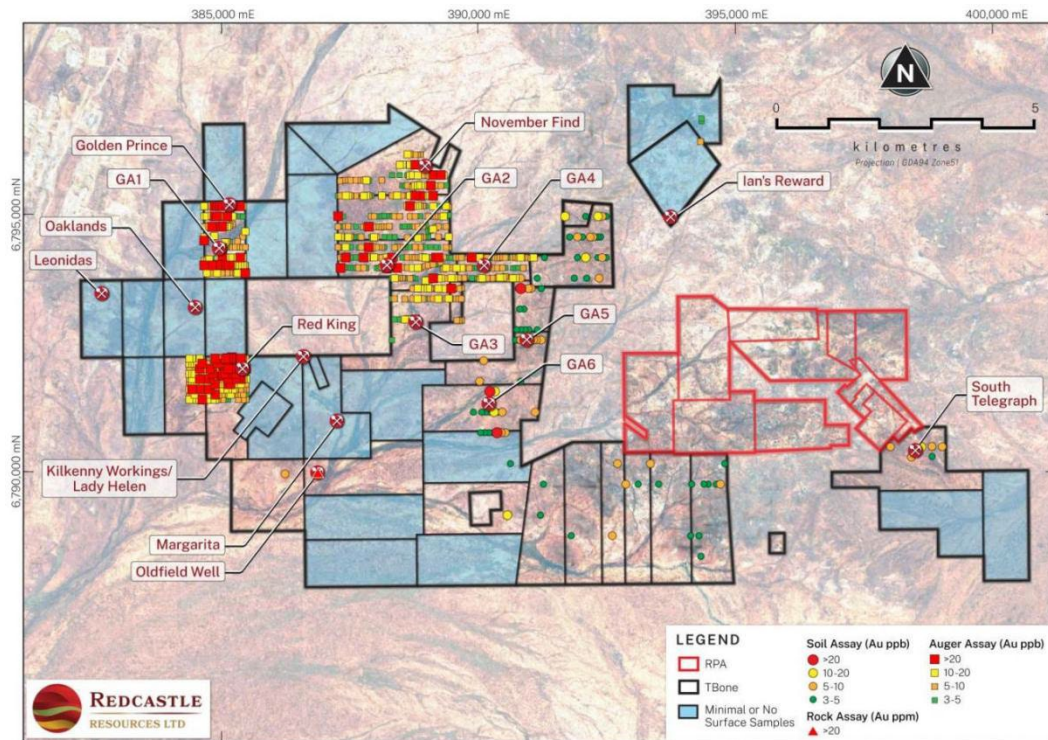 385,000 mE
390,000 mE
395,000 mE
400,000 mE
N
0
5
kilometres
Projection | GDA94 Zone51
November Find
Golden Prince
GA1
GA2
GA4
Ian's Reward
6,795,000 mN
Oaklands
Leonidas
Red King
GA3
GA5
GA6
South
Telegraph
6,790,000 mN
Kilkenny Workings/
Lady Helen
Margarita
Oldfield Well
LEGEND
RPA
TBone
Minimal or No
Surface Samples
Soil Assay (Au ppb)
>20
10-20
5-10
3-5
Rock Assay (Au ppm)
>20
Auger Assay (Au ppb)
>20
10-20
5-10
3-5
REDCASTLE
RESOURCES LTD